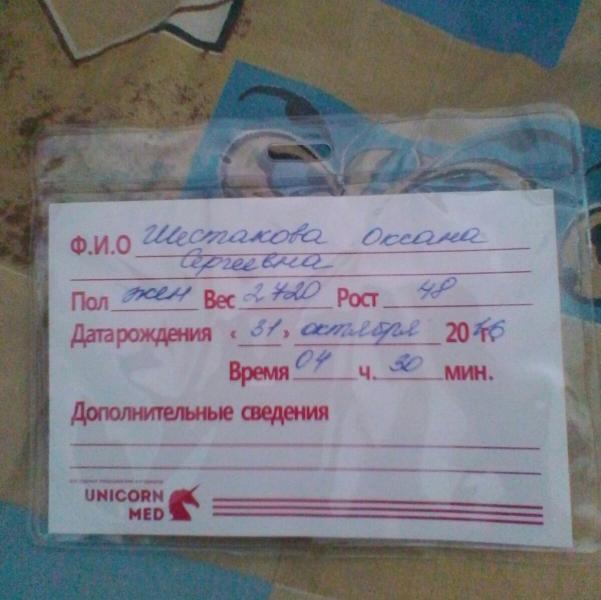 Ф.И.О Шестакова Оксана
Сергеевна
Пол жен Вес 2720 Рост 48
Дата рождения «31» октября 2016
Время 04 ч. 30 мин.
Дополнительные сведения
UNICORN
MED